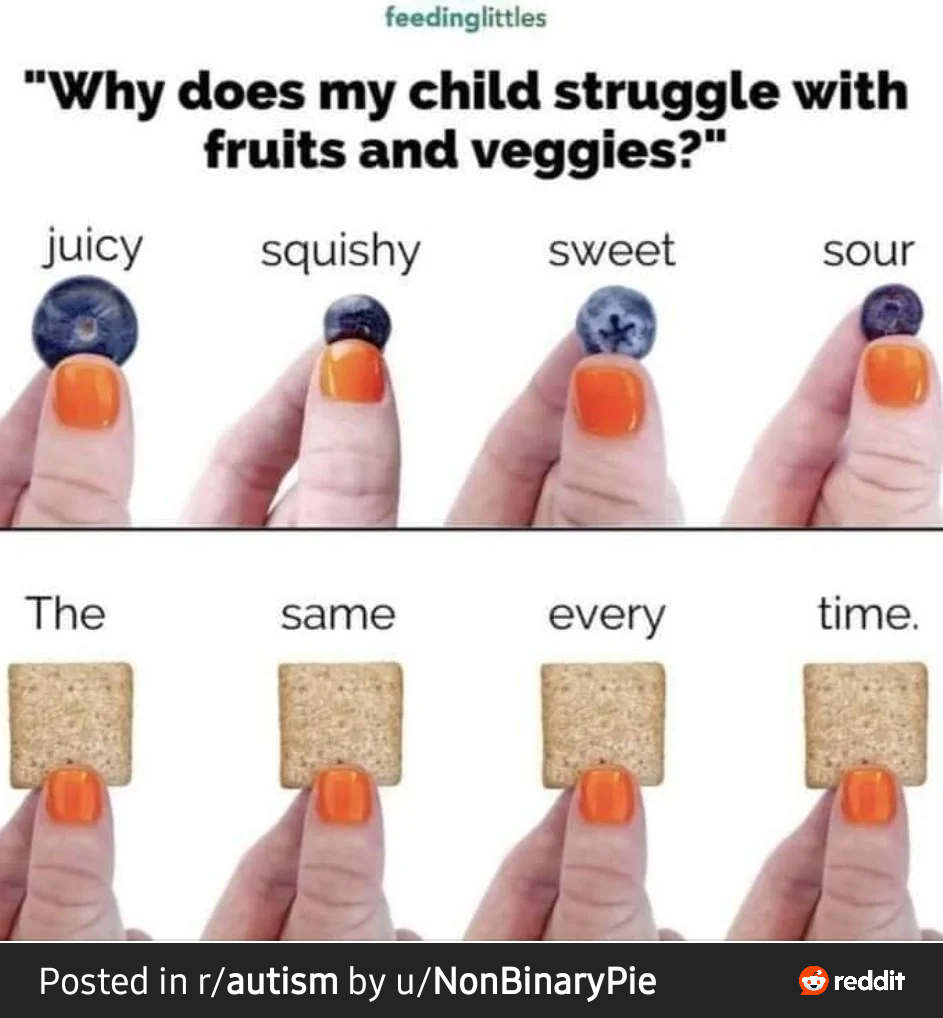 feedinglittles
"Why does my child struggle with
fruits and veggies?"
juicy squishy sweet sour
The same every time.
Posted in r/autism by u/NonBinaryPie reddit